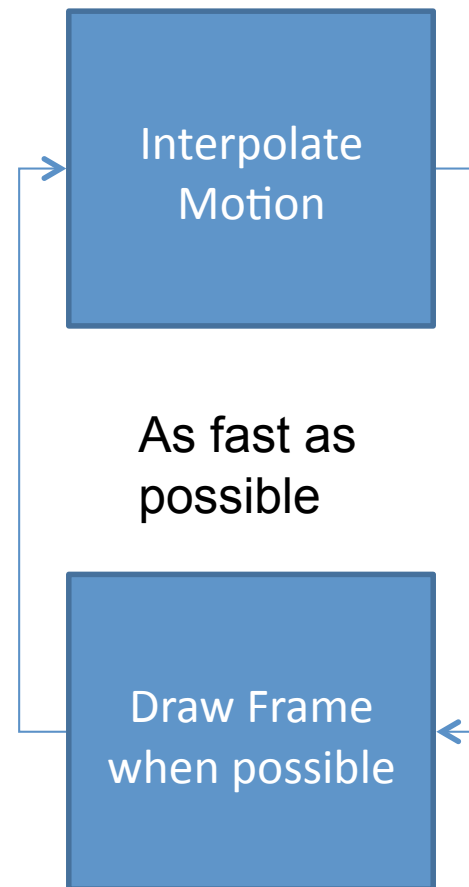 Interpolate
Motion
As fast as
possible
Draw Frame
when possible